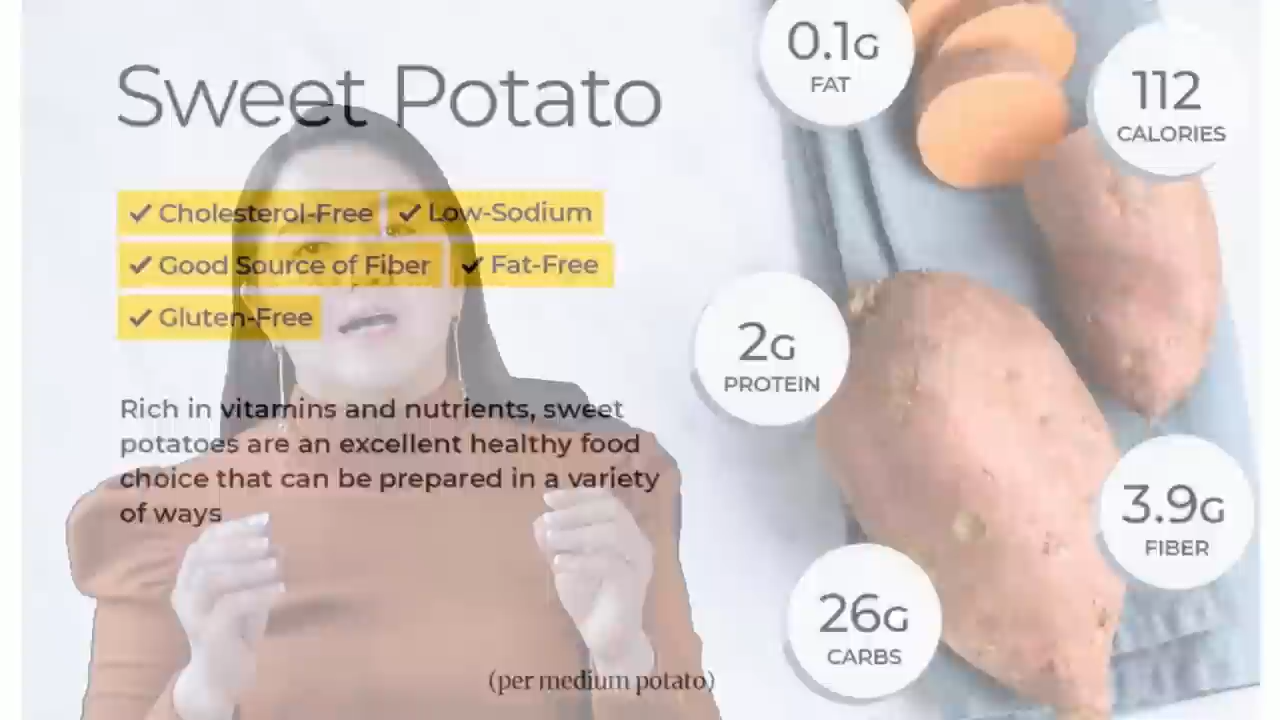 Sweet Potato
✓ Cholesterol-Free ✓ Low-Sodium
✓ Good Source of Fiber ✓ Fat-Free
✓ Gluten-Free
Rich in vitamins and nutrients, sweet
potatoes are an excellent healthy food
choice that can be prepared in a variety
of ways
(per medium potato)
0.1G
FAT
112
CALORIES
2G
PROTEIN
3.9G
FIBER
26G
CARBS